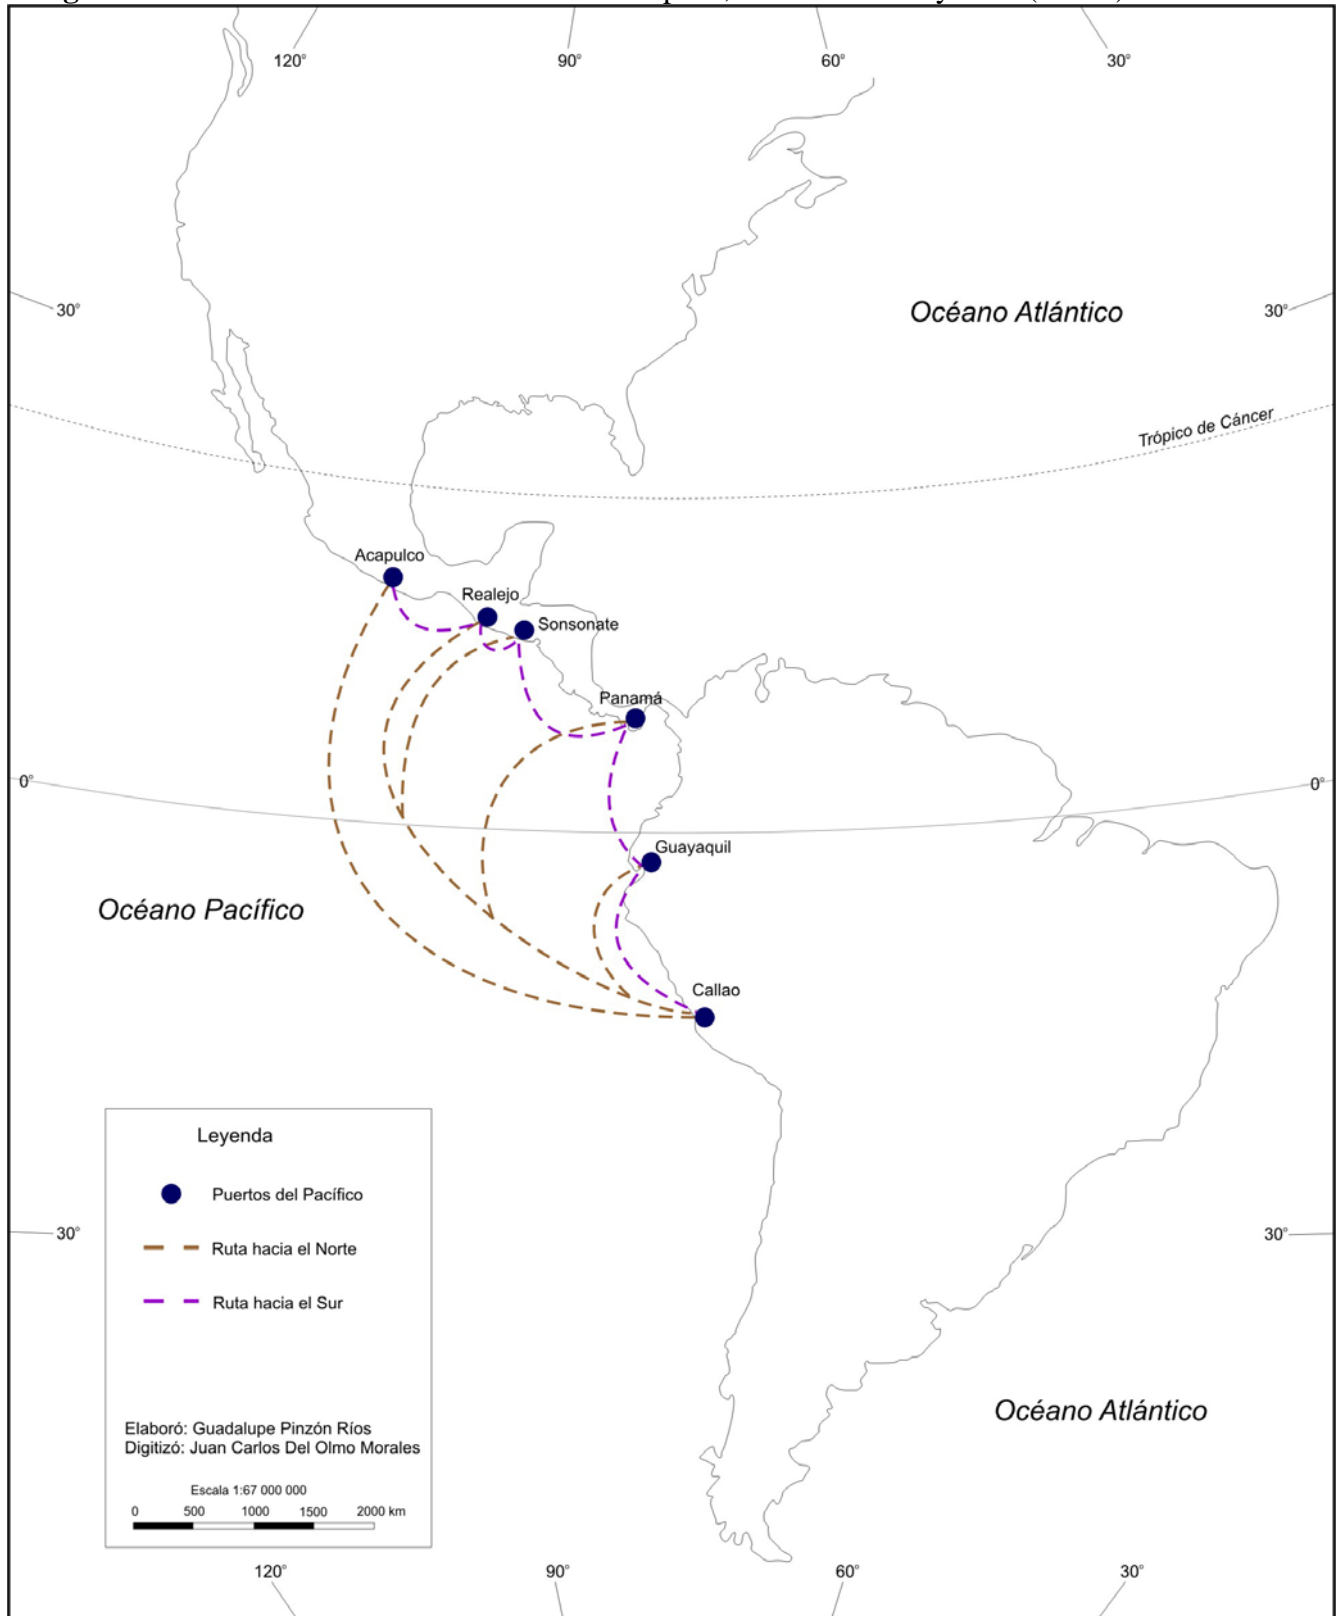 120°
90°
60°
30°
30°
Océano Atlántico
30°
Trópico de Cáncer
Acapulco
Realejo
Sonsonate
Panamá
0°
0°
Guayaquil
Océano Pacífico
Callao
Leyenda
Puertos del Pacífico
30°
Ruta hacia el Norte
30°
Ruta hacia el Sur
Océano Atlántico
Elaboró: Guadalupe Pinzón Ríos
Digitizó: Juan Carlos Del Olmo Morales
Escala 1:67 000 000
0 500 1000 1500 2000 km
120°
90°
60°
30°